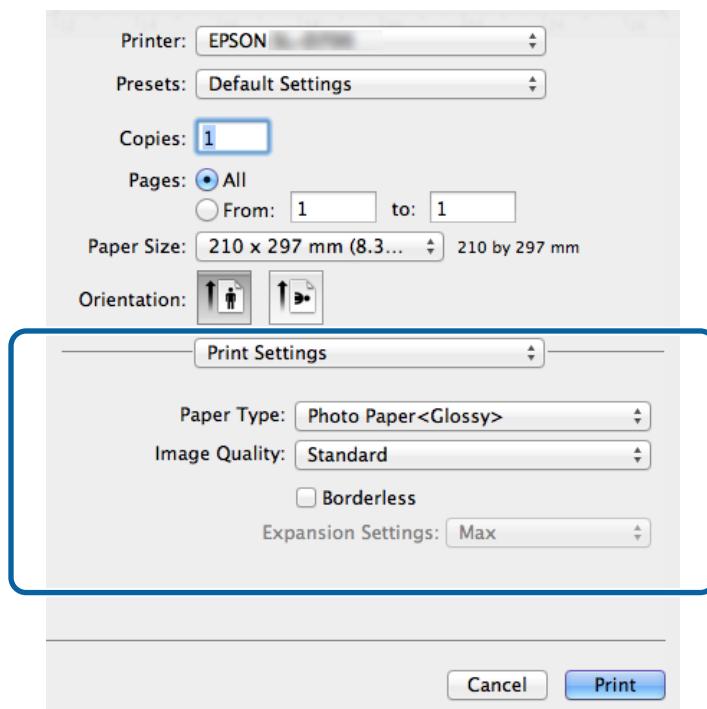 Printer: EPSON
Presets: Default Settings
Copies: 1
Pages: All
From: 1 to: 1
Paper Size: 210 x 297 mm (8.3... 210 by 297 mm
Orientation:
Print Settings
Paper Type: Photo Paper<Glossy>
Image Quality: Standard
Borderless
Expansion Settings: Max
Cancel Print